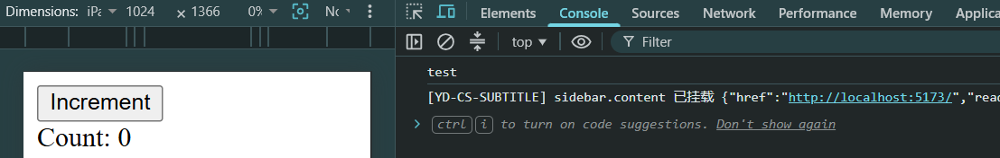 Dimensions: iPa 1024 × 1366 0% No
Elements Console Sources Network Performance Memory Applica
top Filter
Increment
Count: 0
test
[YD-CS-SUBTITLE] sidebar.content 已挂载 {"href":"http://localhost:5173/","read
ctrl i to turn on code suggestions. Don't show again